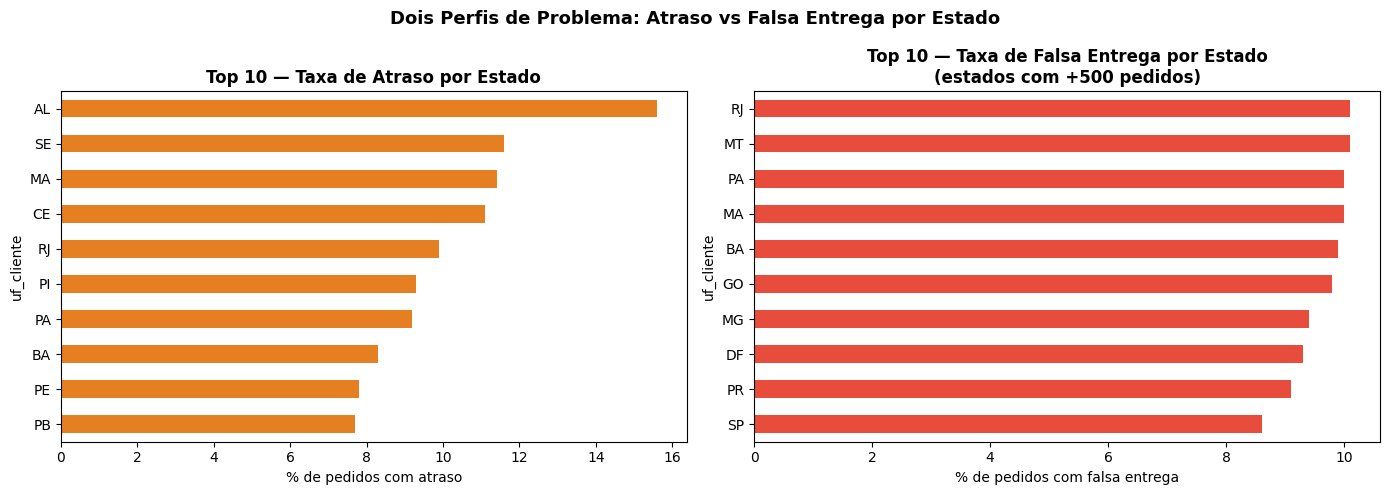 Dois Perfis de Problema: Atraso vs Falsa Entrega por Estado
Top 10 — Taxa de Atraso por Estado
uf_cliente
AL
SE
MA
CE
RJ
PI
PA
BA
PE
PB
0 2 4 6 8 10 12 14 16
% de pedidos com atraso
Top 10 — Taxa de Falsa Entrega por Estado
(estados com +500 pedidos)
uf_cliente
RJ
MT
PA
MA
BA
GO
MG
DF
PR
SP
0 2 4 6 8 10
% de pedidos com falsa entrega